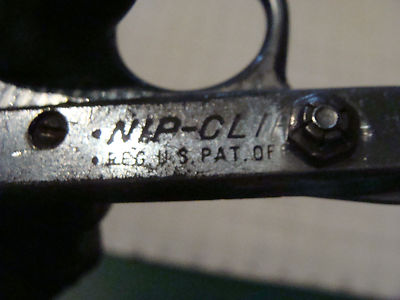 •NIP-CLI
•REG. U.S. PAT. OF